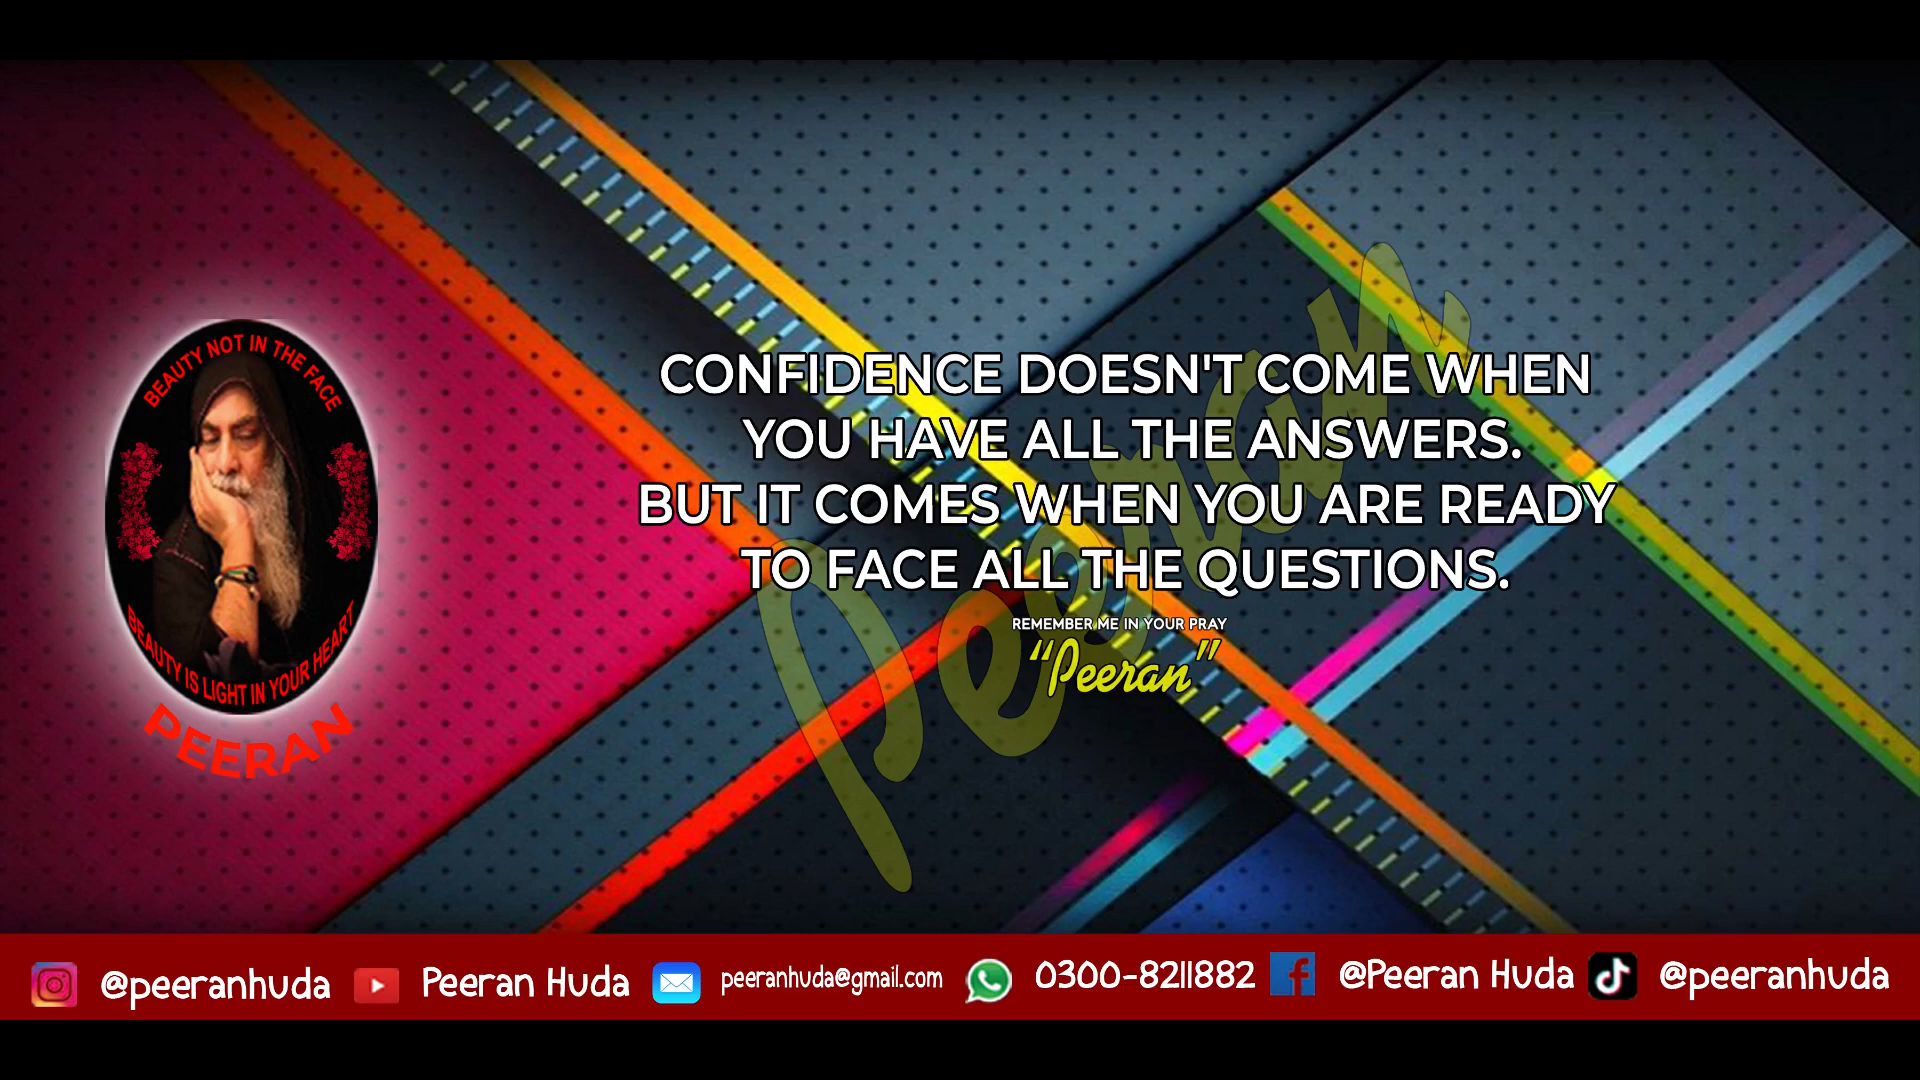 BEAUTY NOT IN THE FACE
BEAUTY IS LIGHT IN YOUR HEART
PEERAN
CONFIDENCE DOESN'T COME WHEN
YOU HAVE ALL THE ANSWERS.
BUT IT COMES WHEN YOU ARE READY
TO FACE ALL THE QUESTIONS.
REMEMBER ME IN YOUR PRAY
"Peeran"
Peeran
@peeranhuda Peeran Huda peeranhuda@gmail.com 0300-8211882 @Peeran Huda @peeranhuda